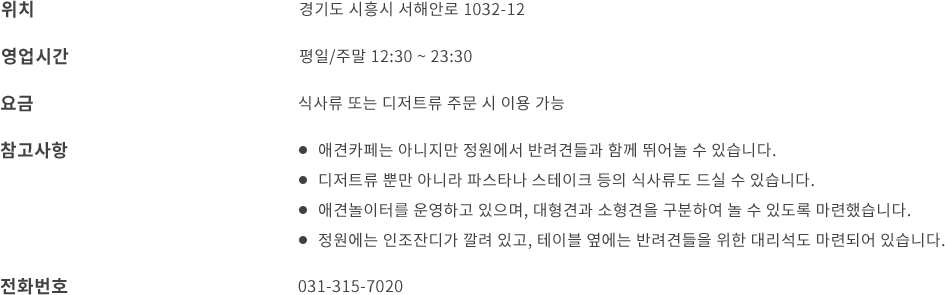 위치 경기도 시흥시 서해안로 1032-12
영업시간 평일/주말 12:30 ~ 23:30
요금 식사류 또는 디저트류 주문 시 이용 가능
참고사항 ● 애견카페는 아니지만 정원에서 반려견들과 함께 뛰어놀 수 있습니다.
● 디저트류 뿐만 아니라 파스타나 스테이크 등의 식사류도 드실 수 있습니다.
● 애견놀이터를 운영하고 있으며, 대형견과 소형견을 구분하여 놀 수 있도록 마련했습니다.
● 정원에는 인조잔디가 깔려 있고, 테이블 옆에는 반려견들을 위한 대리석도 마련되어 있습니다.
전화번호 031-315-7020